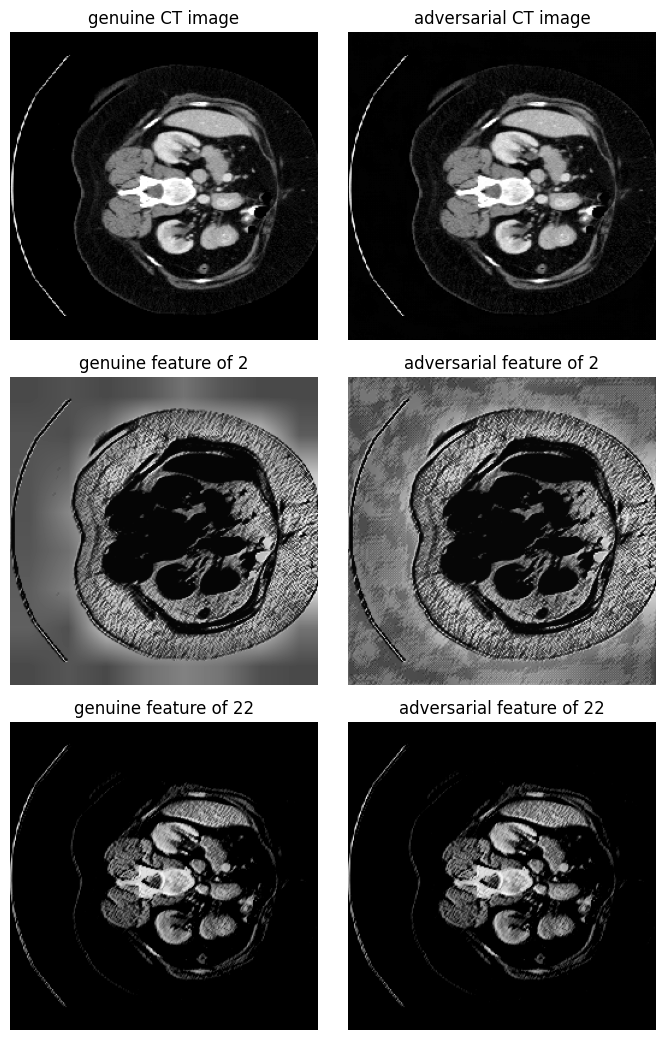 genuine CT image
adversarial CT image
genuine feature of 2
adversarial feature of 2
genuine feature of 22
adversarial feature of 22